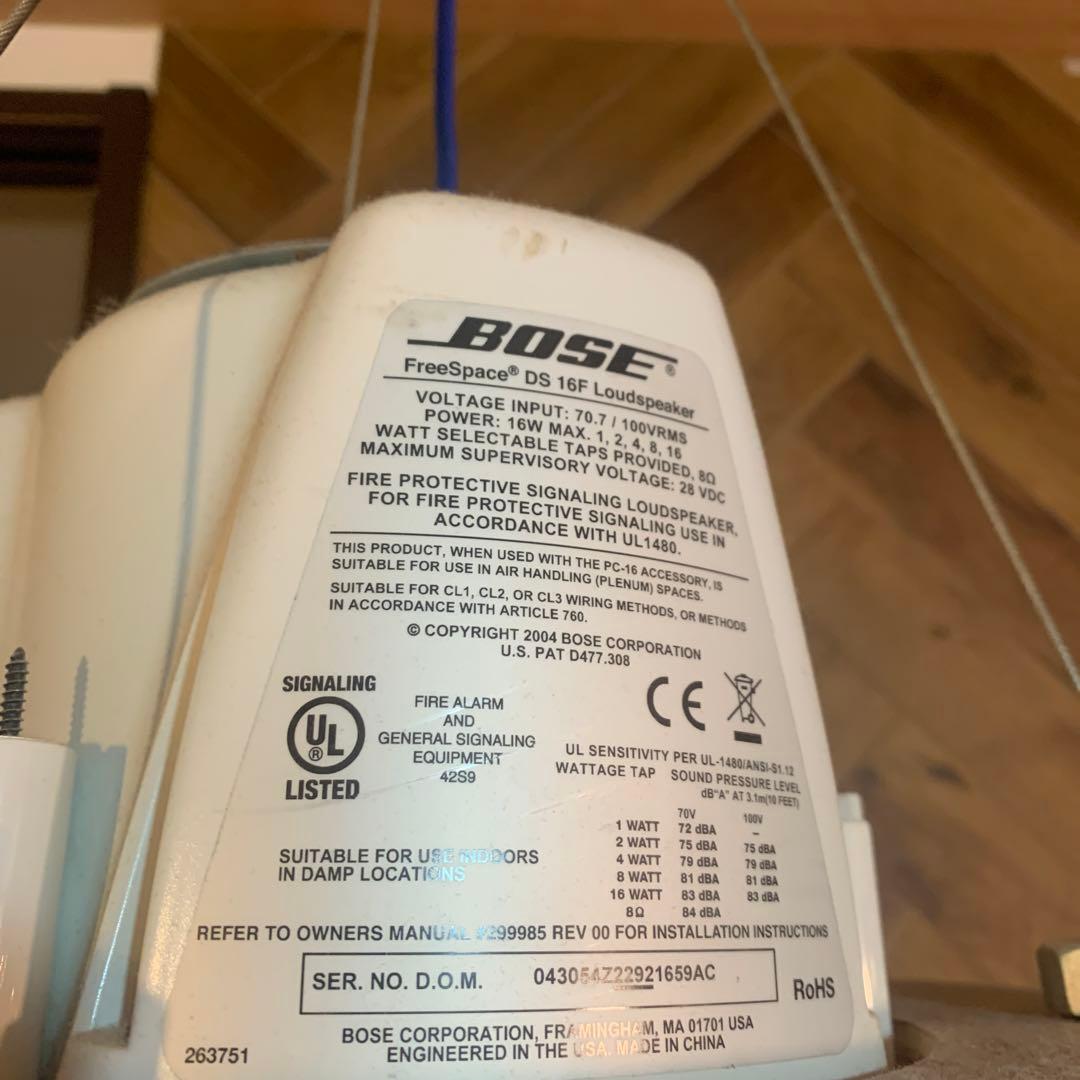 BOSE®
FreeSpace® DS 16F Loudspeaker
VOLTAGE INPUT: 70.7 / 100VRMS
POWER: 16W MAX. 1, 2, 4, 8, 16
WATT SELECTABLE TAPS PROVIDED, 8Ω
MAXIMUM SUPERVISORY VOLTAGE: 28 VDC
FIRE PROTECTIVE SIGNALING LOUDSPEAKER,
FOR FIRE PROTECTIVE SIGNALING USE IN
ACCORDANCE WITH UL1480.
THIS PRODUCT, WHEN USED WITH THE PC-16 ACCESSORY, IS
SUITABLE FOR USE IN AIR HANDLING (PLENUM) SPACES.
SUITABLE FOR CL1, CL2, OR CL3 WIRING METHODS, OR METHODS
IN ACCORDANCE WITH ARTICLE 760.
© COPYRIGHT 2004 BOSE CORPORATION
U.S. PAT D477.308
SIGNALING
UL®
LISTED
FIRE ALARM
AND
GENERAL SIGNALING
EQUIPMENT
42S9
CE
UL SENSITIVITY PER UL-1480/ANSI-S1.12
WATTAGE TAP SOUND PRESSURE LEVEL
dB"A" AT 3.1m(10 FEET)
70V 100V
1 WATT 72 dBA –
2 WATT 75 dBA 75 dBA
4 WATT 79 dBA 79 dBA
8 WATT 81 dBA 81 dBA
16 WATT 83 dBA 83 dBA
8Ω 84 dBA
SUITABLE FOR USE INDOORS
IN DAMP LOCATIONS
REFER TO OWNERS MANUAL #299985 REV 00 FOR INSTALLATION INSTRUCTIONS
SER. NO. D.O.M. 043054Z22921659AC
RoHS
BOSE CORPORATION, FRAMINGHAM, MA 01701 USA
ENGINEERED IN THE USA. MADE IN CHINA
263751